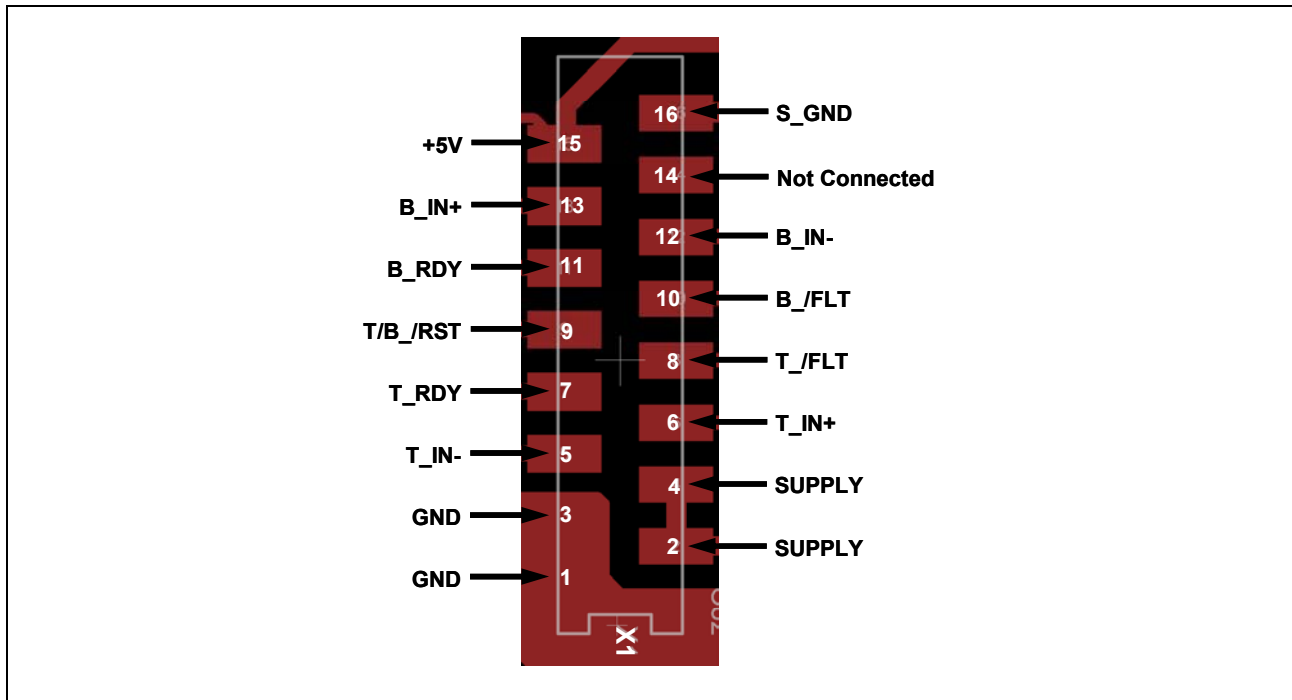 16 S_GND
+5V 15
14 Not Connected
B_IN+ 13
12 B_IN-
B_RDY 11
10 B_/FLT
T/B_/RST 9
8 T_/FLT
T_RDY 7
6 T_IN+
T_IN- 5
4 SUPPLY
GND 3
2 SUPPLY
GND 1
X1